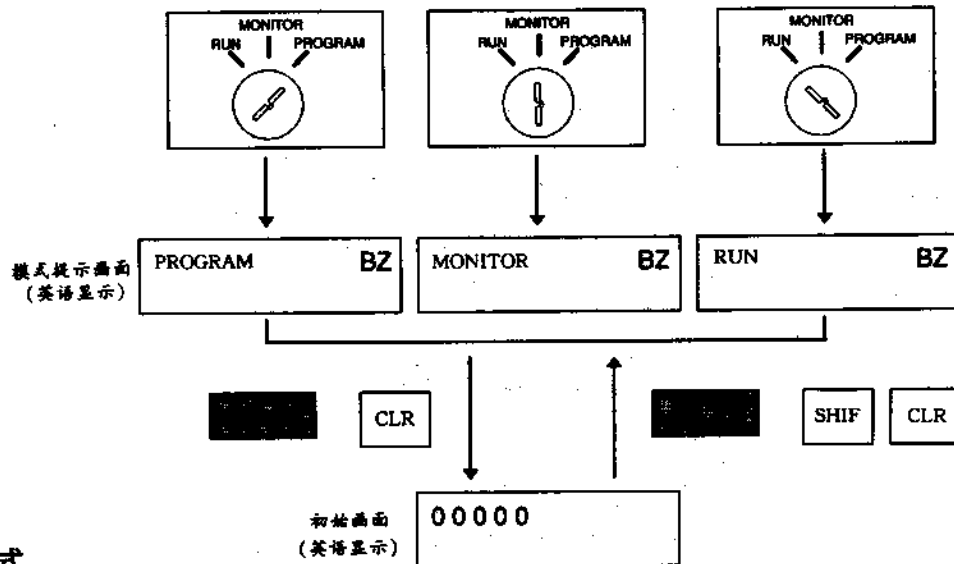 MONITOR
RUN PROGRAM
MONITOR
RUN PROGRAM
MONITOR
RUN PROGRAM
模式提示画面
(英语显示)
PROGRAM BZ
MONITOR BZ
RUN BZ
CLR
SHIF CLR
初始画面
(英语显示)
00000
式